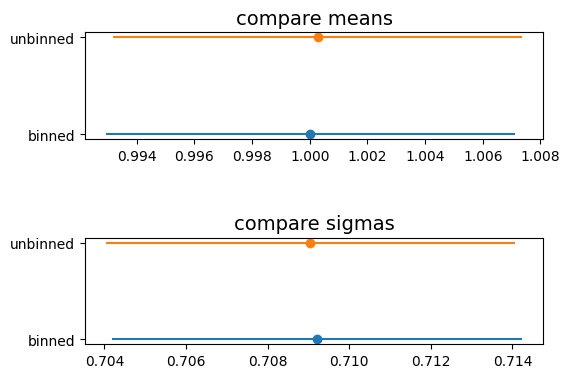 compare means
unbinned
binned
0.994 0.996 0.998 1.000 1.002 1.004 1.006 1.008
compare sigmas
unbinned
binned
0.704 0.706 0.708 0.710 0.712 0.714